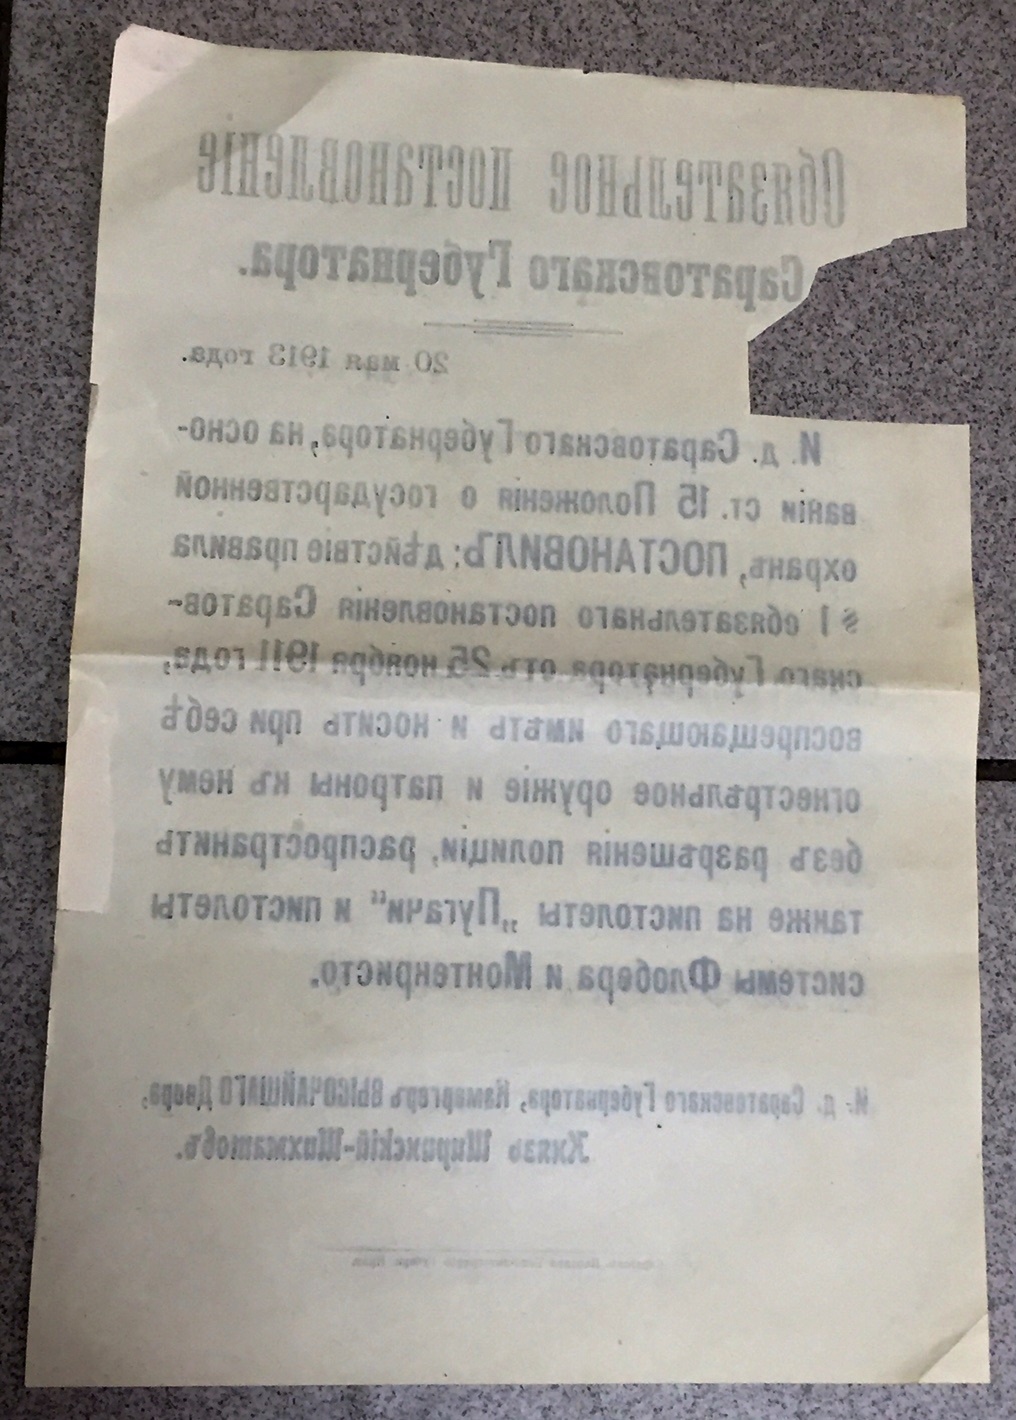 Обязательное постановленіе
Саратовскаго Губернатора.
20 мая 1913 года.
И. д. Саратовскаго Губернатора, на осно-
ваніи ст. 15 Положенія о государственной
охранѣ, ПОСТАНОВИЛЪ: дѣйствіе правила
§ 1 обязательнаго постановленія Саратов-
скаго Губернатора отъ 25 ноября 1911 года,
воспрещающаго имѣть и носить при себѣ
огнестрѣльное оружіе и патроны къ нему
безъ разрѣшенія полиціи, распространить
также на пистолеты „Пугачи“ и пистолеты
системы Флобера и Монтекристо.
И. д. Саратовскаго Губернатора, Камергеръ ВЫСОЧАЙШАГО Двора,
Князь Ширинскій-Шихматовъ.